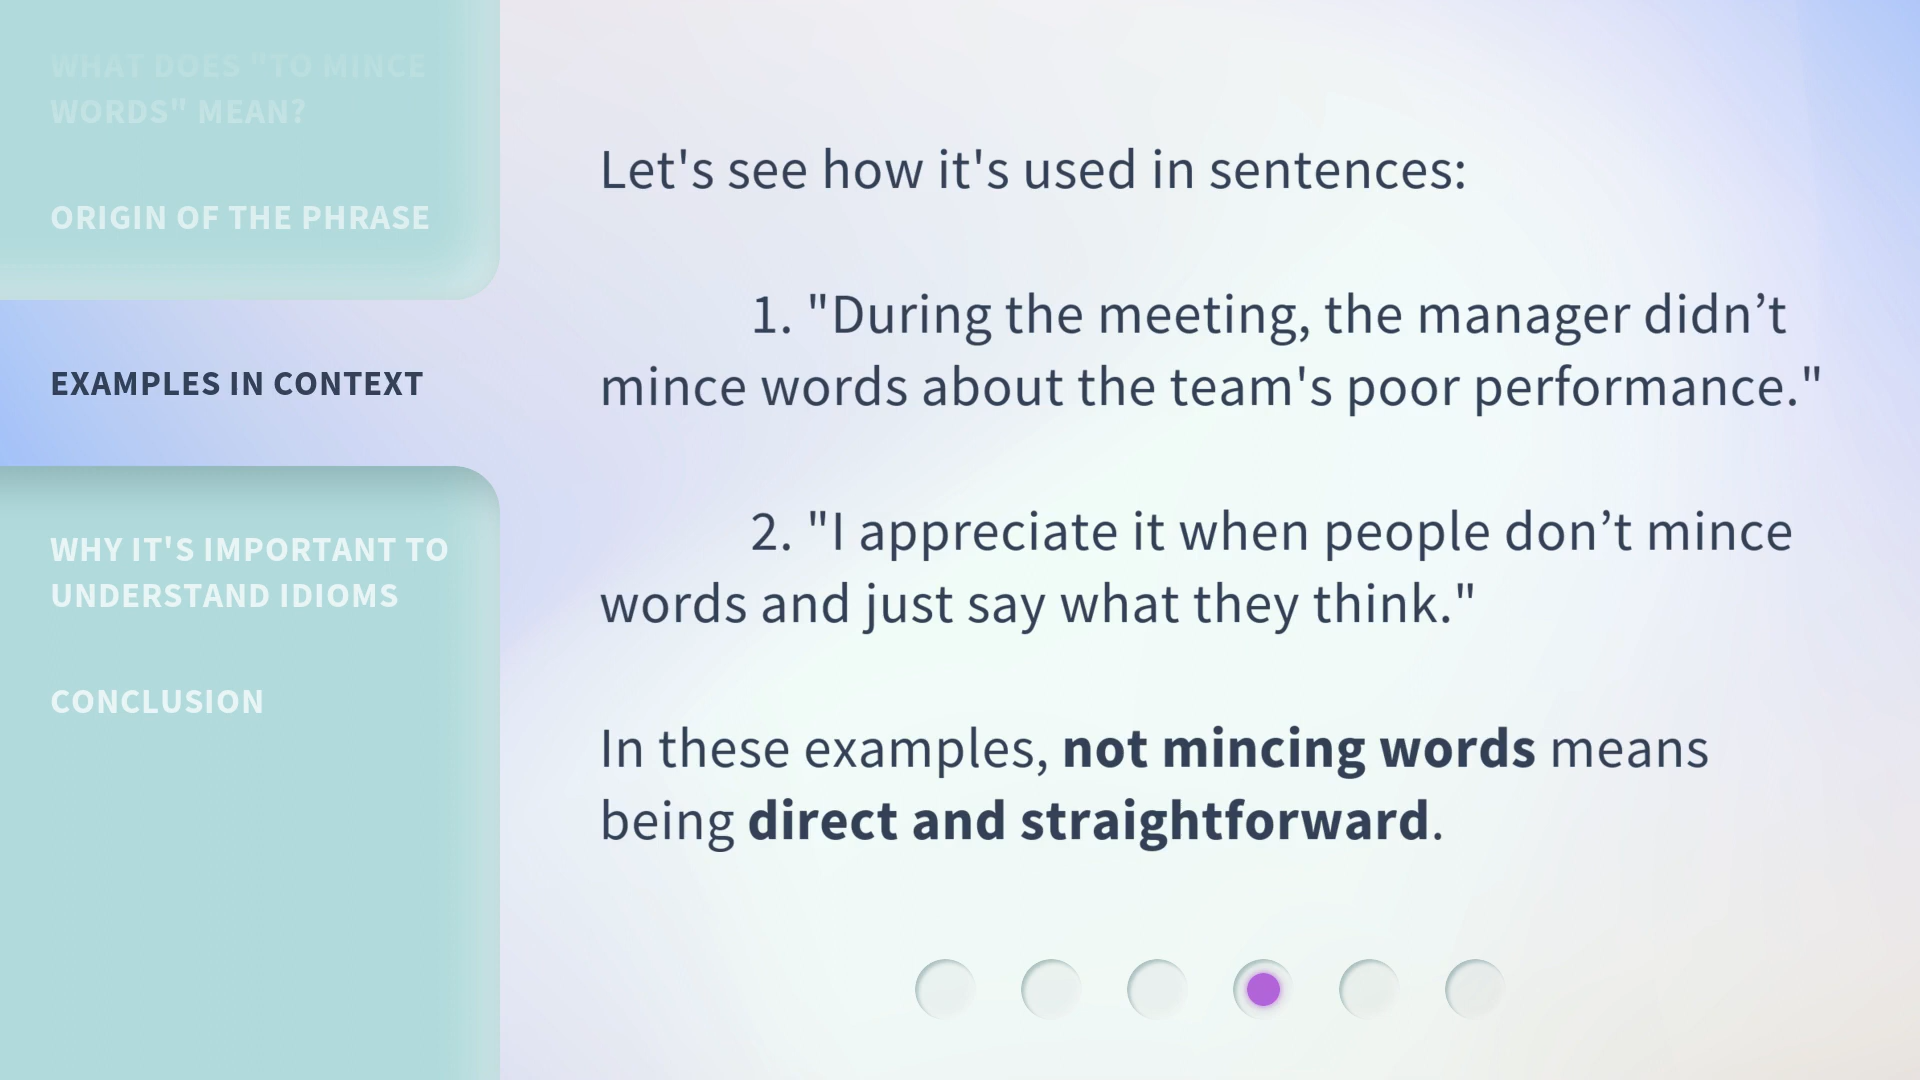 WHAT DOES "TO MINCE
WORDS" MEAN?
ORIGIN OF THE PHRASE
EXAMPLES IN CONTEXT
WHY IT'S IMPORTANT TO
UNDERSTAND IDIOMS
CONCLUSION
Let's see how it's used in sentences:
1. "During the meeting, the manager didn’t
mince words about the team's poor performance."
2. "I appreciate it when people don’t mince
words and just say what they think."
In these examples, not mincing words means
being direct and straightforward.